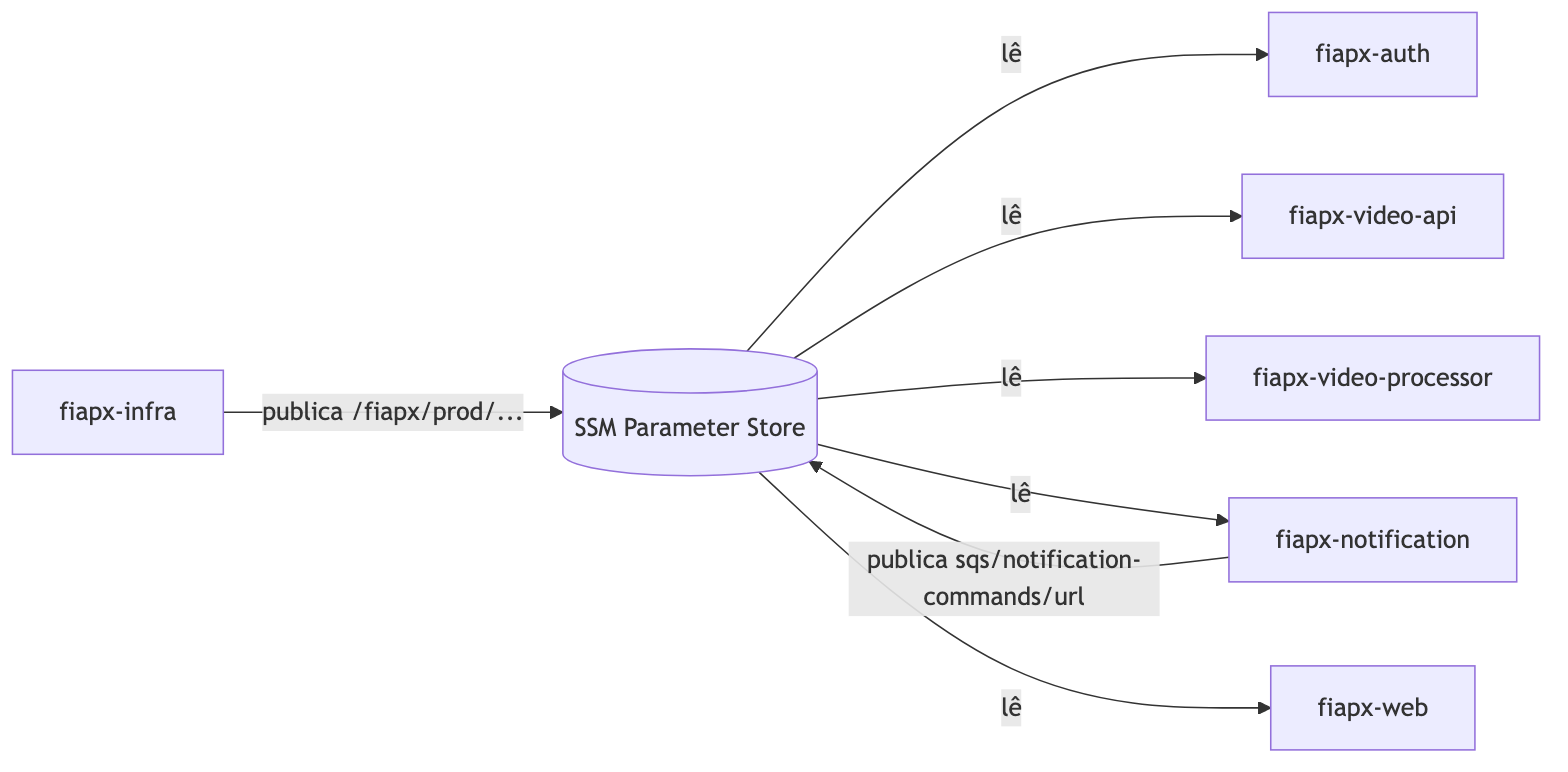 fiapx-infra
publica /fiapx/prod/...
SSM Parameter Store
lê
fiapx-auth
lê
fiapx-video-api
lê
fiapx-video-processor
lê
fiapx-notification
publica sqs/notification-
commands/url
lê
fiapx-web